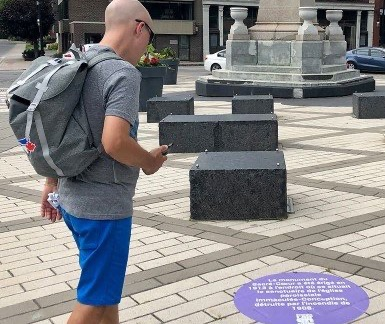 Le monument du
Sacré-Cœur a été érigé en
1913 à l'endroit où se situait
le sanctuaire de l'église
paroissiale
Immaculée-Conception,
détruite par l'incendie de
1908.